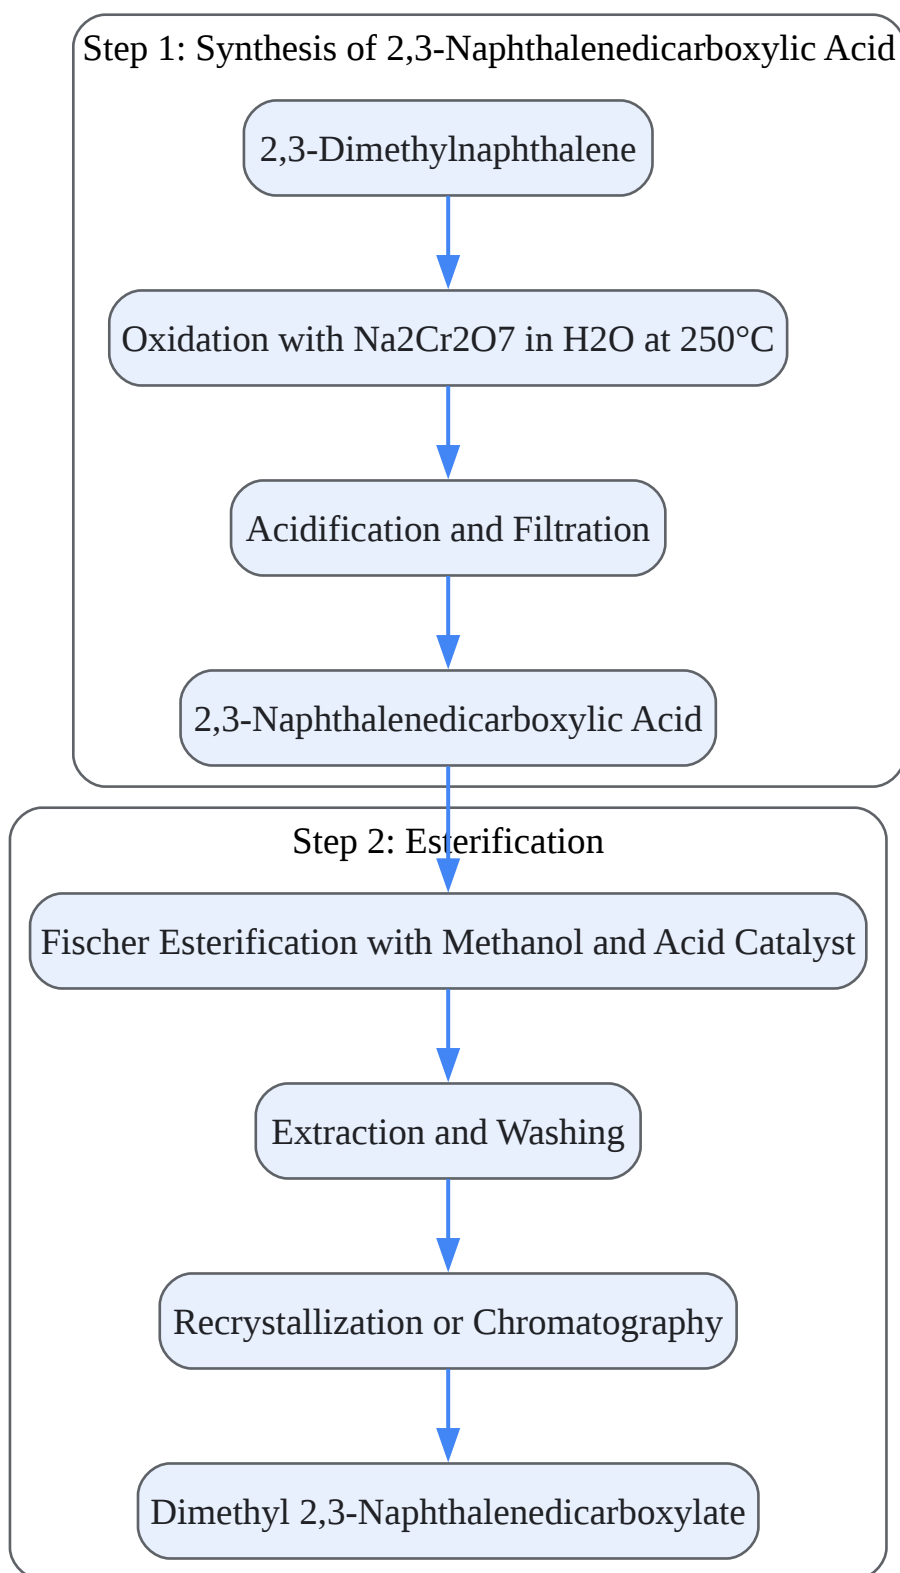 Step 1: Synthesis of 2,3-Naphthalenedicarboxylic Acid
2,3-Dimethylnaphthalene
Oxidation with Na2Cr2O7 in H2O at 250°C
Acidification and Filtration
2,3-Naphthalenedicarboxylic Acid
Step 2: Esterification
Fischer Esterification with Methanol and Acid Catalyst
Extraction and Washing
Recrystallization or Chromatography
Dimethyl 2,3-Naphthalenedicarboxylate